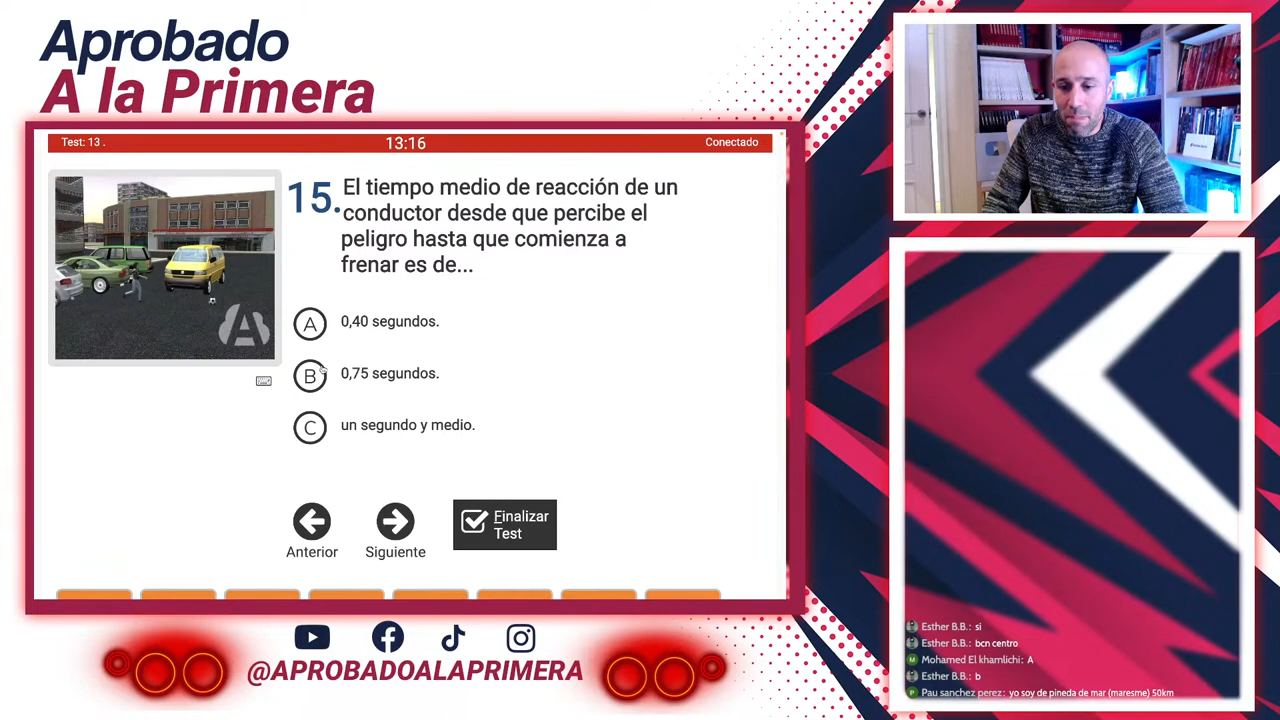 Aprobado
A la Primera
Test: 13 .
13:16
Conectado
15. El tiempo medio de reacción de un
conductor desde que percibe el
peligro hasta que comienza a
frenar es de...
A 0,40 segundos.
B 0,75 segundos.
C un segundo y medio.
Anterior
Siguiente
Finalizar
Test
@APROBADOALAPRIMERA
Esther B.B.: si
Esther B.B.: bcn centro
M Mohamed El khamlichi: A
Esther B.B.: b
P Pau sanchez perez: yo soy de pineda de mar (maresme) 50km